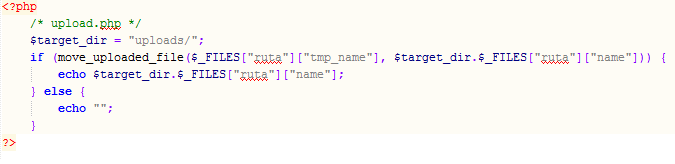 <?php
/* upload.php */
$target_dir = "uploads/";
if (move_uploaded_file($_FILES["ruta"]["tmp_name"], $target_dir.$_FILES["ruta"]["name"])) {
echo $target_dir.$_FILES["ruta"]["name"];
} else {
echo "";
}
?>